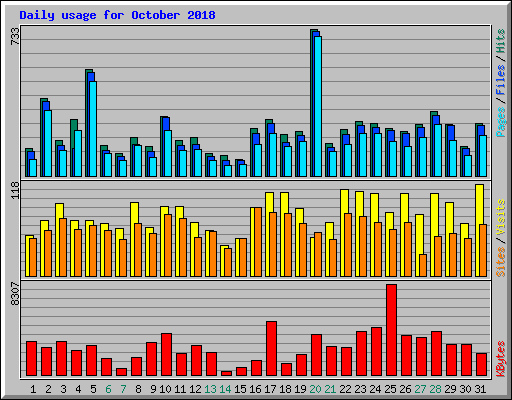 Daily usage for October 2018
733
Pages / Files / Hits
118
Sites / Visits
8307
KBytes
1 2 3 4 5 6 7 8 9 10 11 12 13 14 15 16 17 18 19 20 21 22 23 24 25 26 27 28 29 30 31